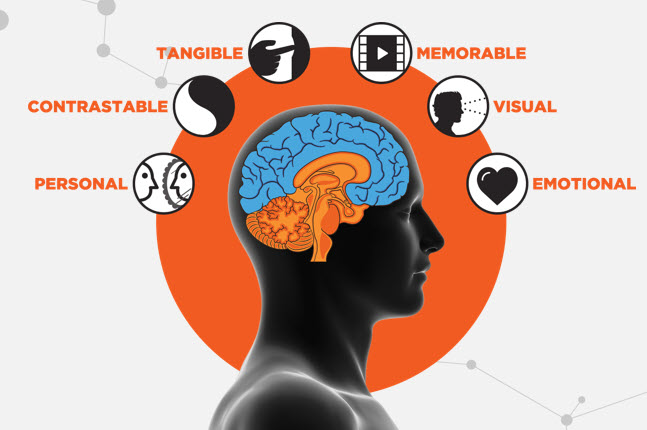 TANGIBLE
MEMORABLE
CONTRASTABLE
VISUAL
PERSONAL
EMOTIONAL